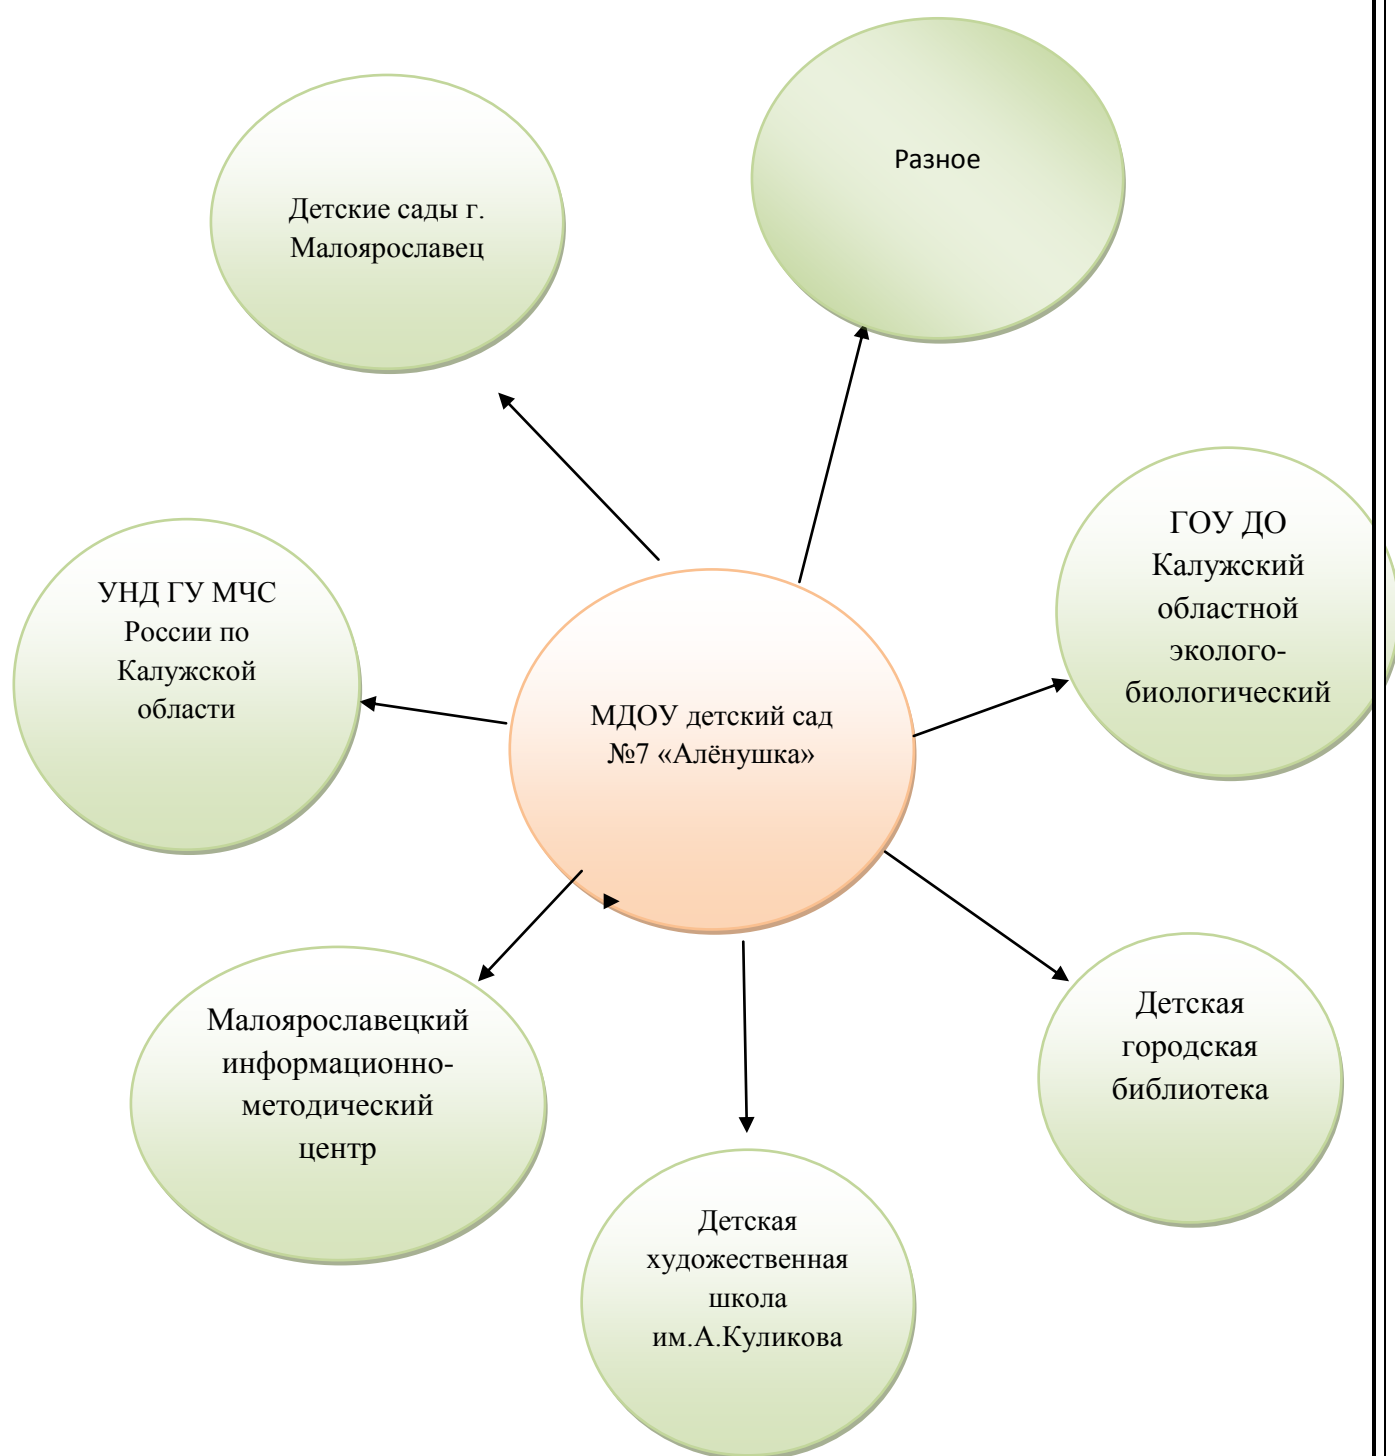 Разное
Детские сады г.
Малоярославец
ГОУ ДО
Калужский
областной
эколого-
биологический
УНД ГУ МЧС
России по
Калужской
области
МДОУ детский сад
№7 «Алёнушка»
Детская
городская
библиотека
Малоярославецкий
информационно-
методический
центр
Детская
художественная
школа
им.А.Куликова